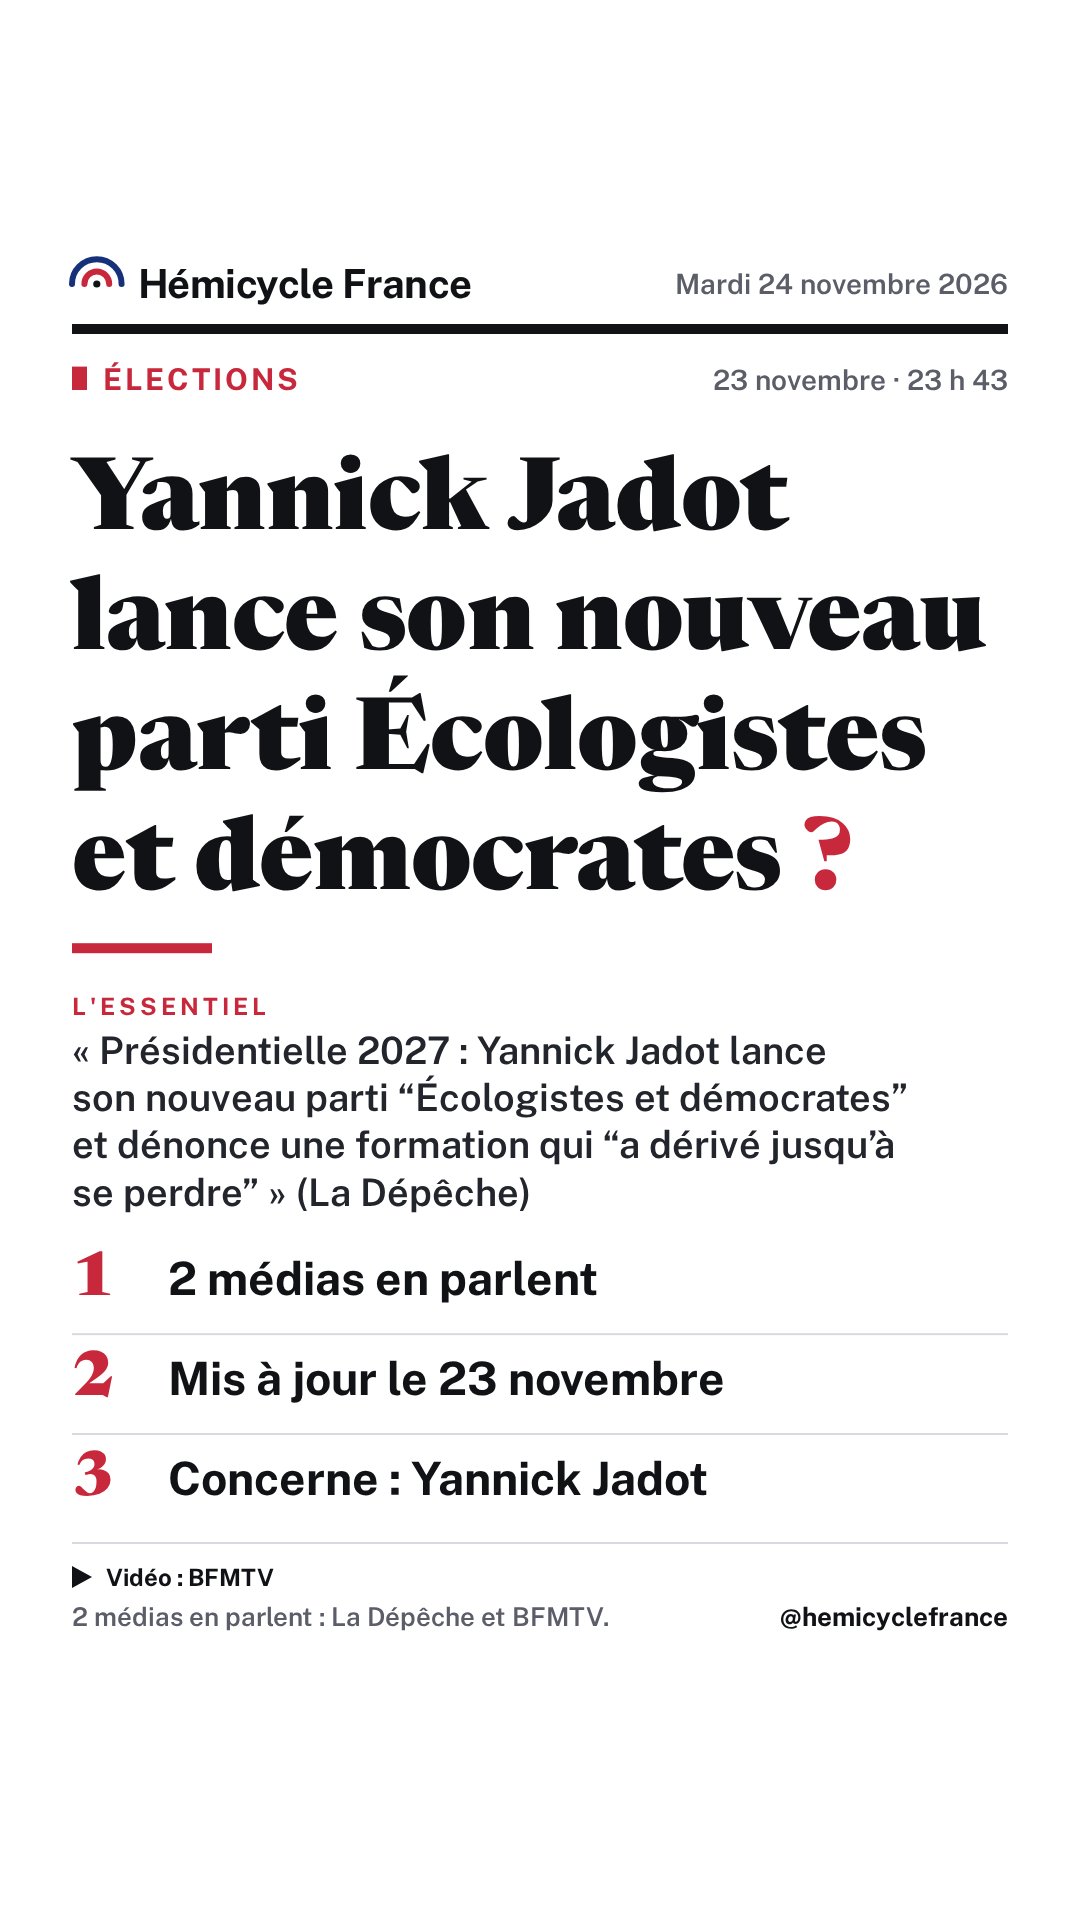 Hémicycle France
Mardi 24 novembre 2026
ÉLECTIONS
23 novembre · 23 h 43
Yannick Jadot
lance son nouveau
parti Écologistes
et démocrates ?
L'ESSENTIEL
« Présidentielle 2027 : Yannick Jadot lance
son nouveau parti “Écologistes et démocrates”
et dénonce une formation qui “a dérivé jusqu’à
se perdre” » (La Dépêche)
1 2 médias en parlent
2 Mis à jour le 23 novembre
3 Concerne : Yannick Jadot
Vidéo : BFMTV
2 médias en parlent : La Dépêche et BFMTV.
@hemicyclefrance